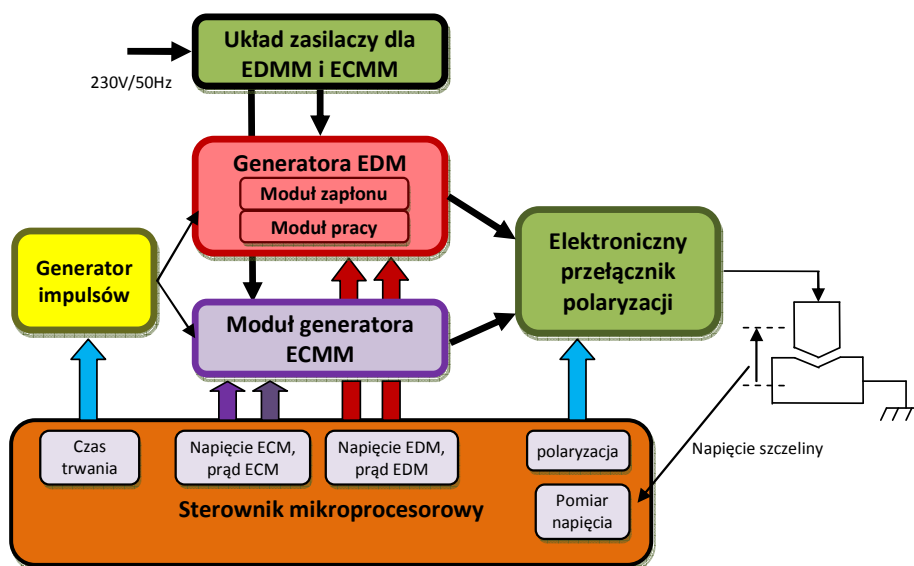 Układ zasilaczy dla
EDMM i ECMM
230V/50Hz
Generatora EDM
Moduł zapłonu
Moduł pracy
Generator
impulsów
Elektroniczny
przełącznik
polaryzacji
Moduł generatora
ECMM
Czas
trwania
Napięcie ECM,
prąd ECM
Napięcie EDM,
prąd EDM
polaryzacja
Napięcie szczeliny
Pomiar
napięcia
Sterownik mikroprocesorowy